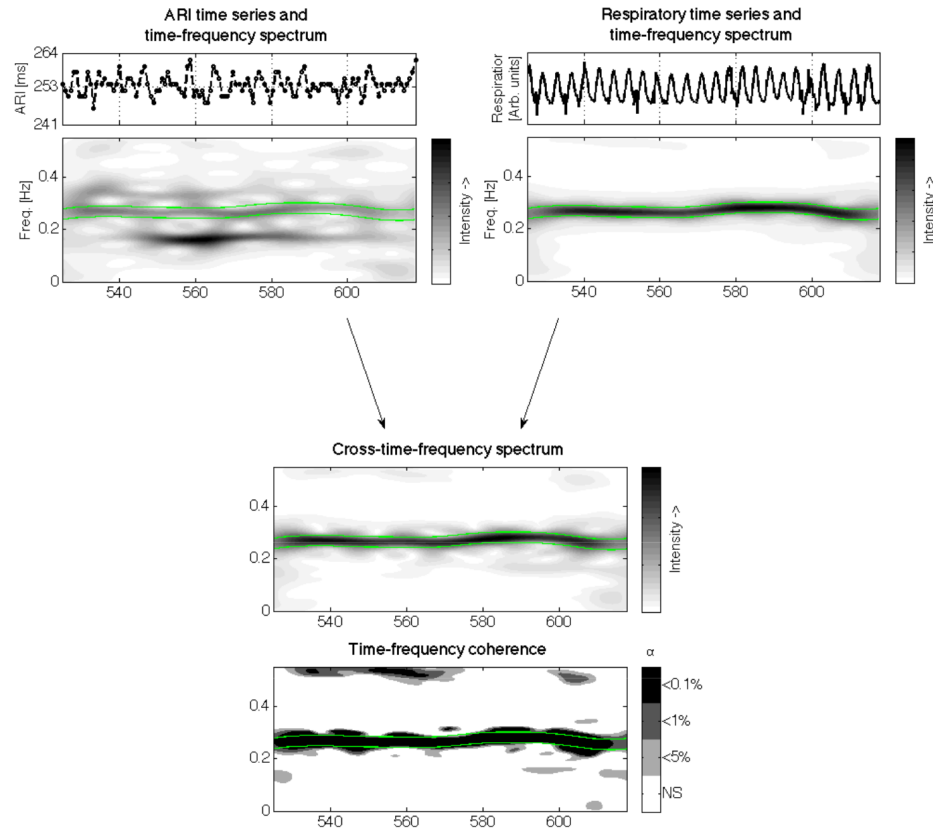 ARI time series and
time-frequency spectrum
264
253
241
ARI [ms]
0.4
0.2
0
Freq. [Hz]
540
560
580
600
Intensity ->
Respiratory time series and
time-frequency spectrum
Respiration
[Arb. units]
0.4
0.2
0
Freq. [Hz]
540
560
580
600
Intensity ->
Cross-time-frequency spectrum
0.4
0.2
0
540
560
580
600
Intensity ->
Time-frequency coherence
0.4
0.2
0
540
560
580
600
α
<0.1%
<1%
<5%
NS